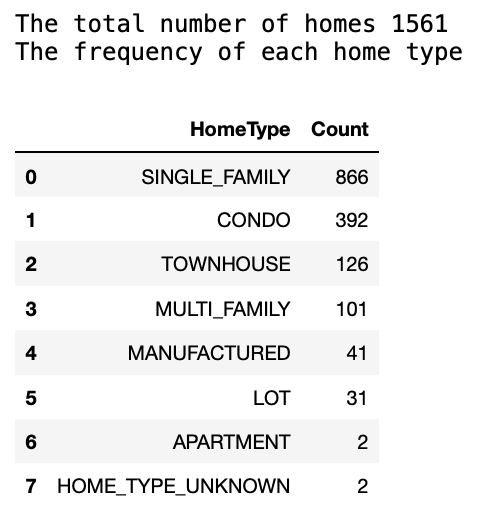 The total number of homes 1561
The frequency of each home type
HomeType Count
0 SINGLE_FAMILY 866
1 CONDO 392
2 TOWNHOUSE 126
3 MULTI_FAMILY 101
4 MANUFACTURED 41
5 LOT 31
6 APARTMENT 2
7 HOME_TYPE_UNKNOWN 2